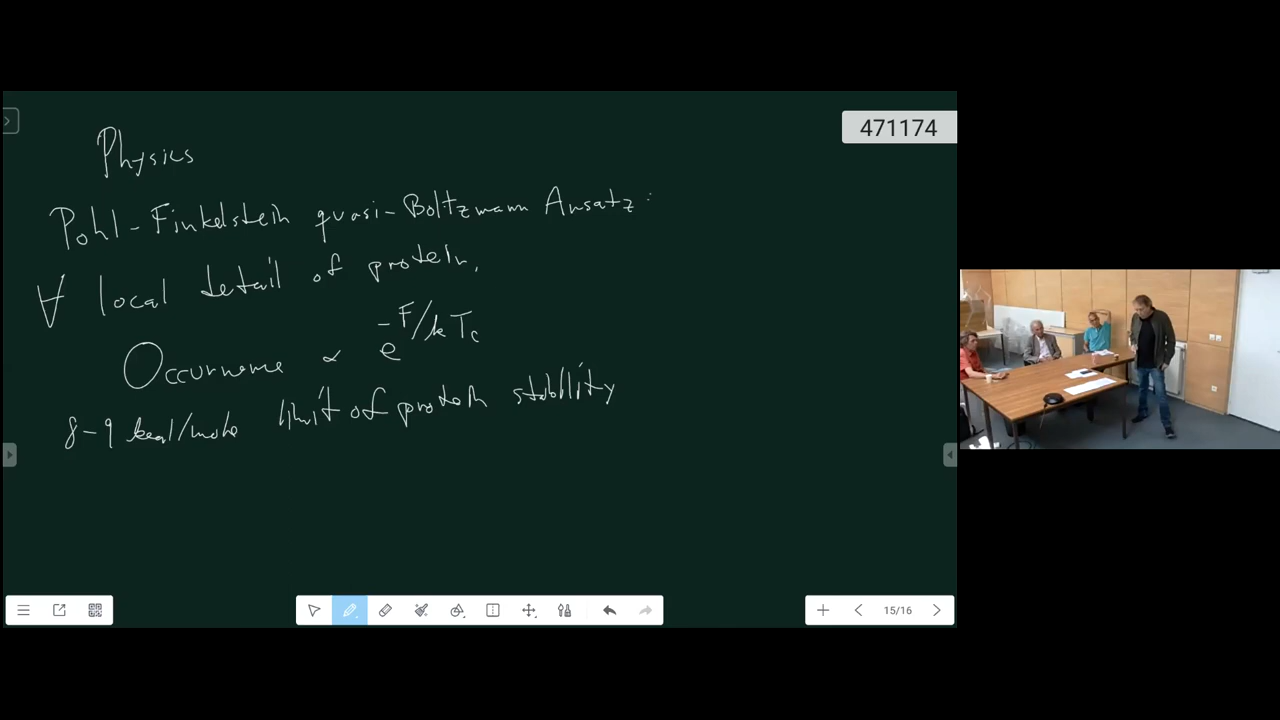 471174
Physics
Pohl-Finkelstein quasi-Boltzmann Ansatz:
∀ local detail of protein,
Occurrence ∝ e^-F/kTc
8-9 kcal/mole limit of protein stability
15/16